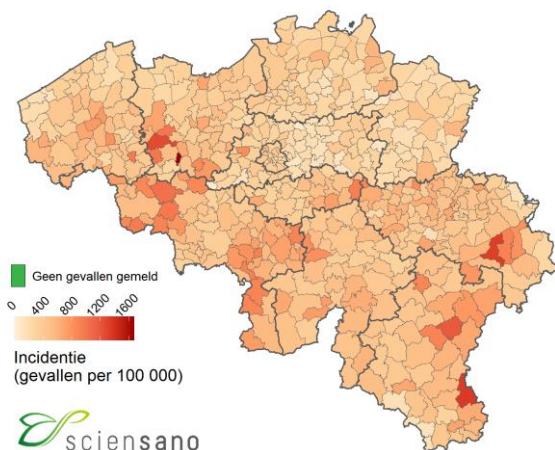 Geen gevallen gemeld
0 400 800 1200 1600
Incidentie
(gevallen per 100 000)
sciensano